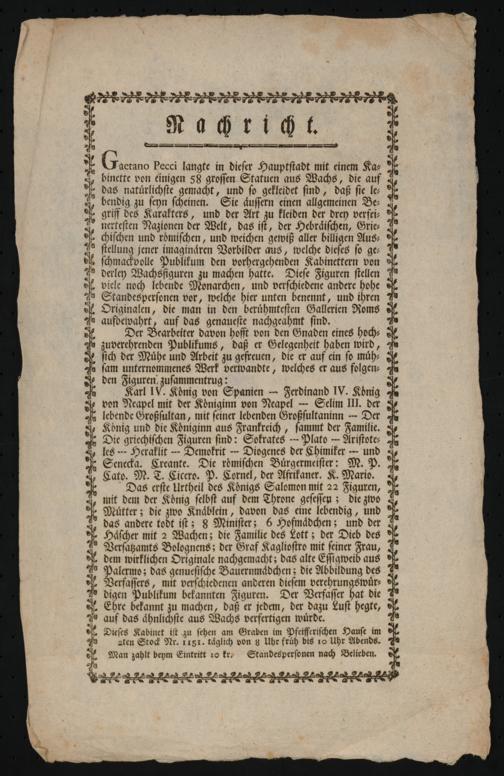 Nachricht.
Gaetano Pecci langte in dieser Hauptstadt mit einem Ka-
binette von einigen 58 grossen Statuen aus Wachs, die auf
das natürlichste gemacht, und so gekleidet sind, daß sie le-
bendig zu seyn scheinen. Sie äussern einen allgemeinen Be-
griff des Karakters, und der Art zu kleiden der drey verfei-
nertesten Nazionen der Welt, das ist, der Hebräischen, Grie-
chischen und römischen, und weichen gewiß aller billigen Aus-
stellung jener imaginären Vorbilder aus, welche dieses so ge-
schmackvolle Publikum den vorhergehenden Kabinettern von
derley Wachsfiguren zu machen hatte. Diese Figuren stellen
viele noch lebende Monarchen, und verschiedene andere hohe
Standespersonen vor, welche hier unten benennt, und ihren
Originalen, die man in den berühmtesten Gallerien Roms
aufbewahrt, auf das genaueste nachgeahmt sind.
Der Bearbeiter davon hofft von den Gnaden eines hoch-
zuverehrenden Publikums, daß er Gelegenheit haben wird,
sich der Mühe und Arbeit zu gefreuen, die er auf ein so müh-
sam unternommenes Werk verwandte, welches er aus folgen-
den Figuren zusammentrug:
Karl IV. König von Spanien — Ferdinand IV. König
von Neapel mit der Königinn von Neapel — Selim III. der
lebende Großsultan, mit seiner lebenden Großsultaninn — Der
König und die Königinn aus Frankreich, sammt der Familie.
Die griechischen Figuren sind: Sokrates — Plato — Aristote-
les — Heraklit — Demokrit — Diogenes der Chimiker — und
Senecka. Creante. Die römischen Bürgermeister: M. P.
Cato. M. T. Cicero. P. Cornel, der Afrikaner. K. Mario.
Das erste Urtheil des Königs Salomon mit 22 Figuren,
mit dem der König selbst auf dem Throne gesessen; die zwo
Mütter; die zwo Knäblein, davon das eine lebendig, und
das andere todt ist; 8 Minister; 6 Hofmädchen; und der
Häscher mit 2 Wachen; die Familie des Lott; der Dieb des
Versatzamts Bolognens; der Graf Kagliostro mit seiner Frau,
dem wirklichen Originale nachgemacht; das alte Essigweib aus
Palermo; das genuesische Bauernmädchen; die Abbildung des
Verfassers, mit verschiedenen anderen diesem verehrungswür-
digen Publikum bekannten Figuren. Der Verfasser hat die
Ehre bekannt zu machen, daß er jedem, der dazu Lust hegte,
auf das ähnlichste aus Wachs verfertigen würde.
Dieses Kabinet ist zu sehen am Graben im Pfeifferischen Hause im
2ten Stock Nr. 1151. täglich von 8 Uhr früh bis 10 Uhr Abends.
Man zahlt beym Eintritt 10 kr. Standespersonen nach Belieben.